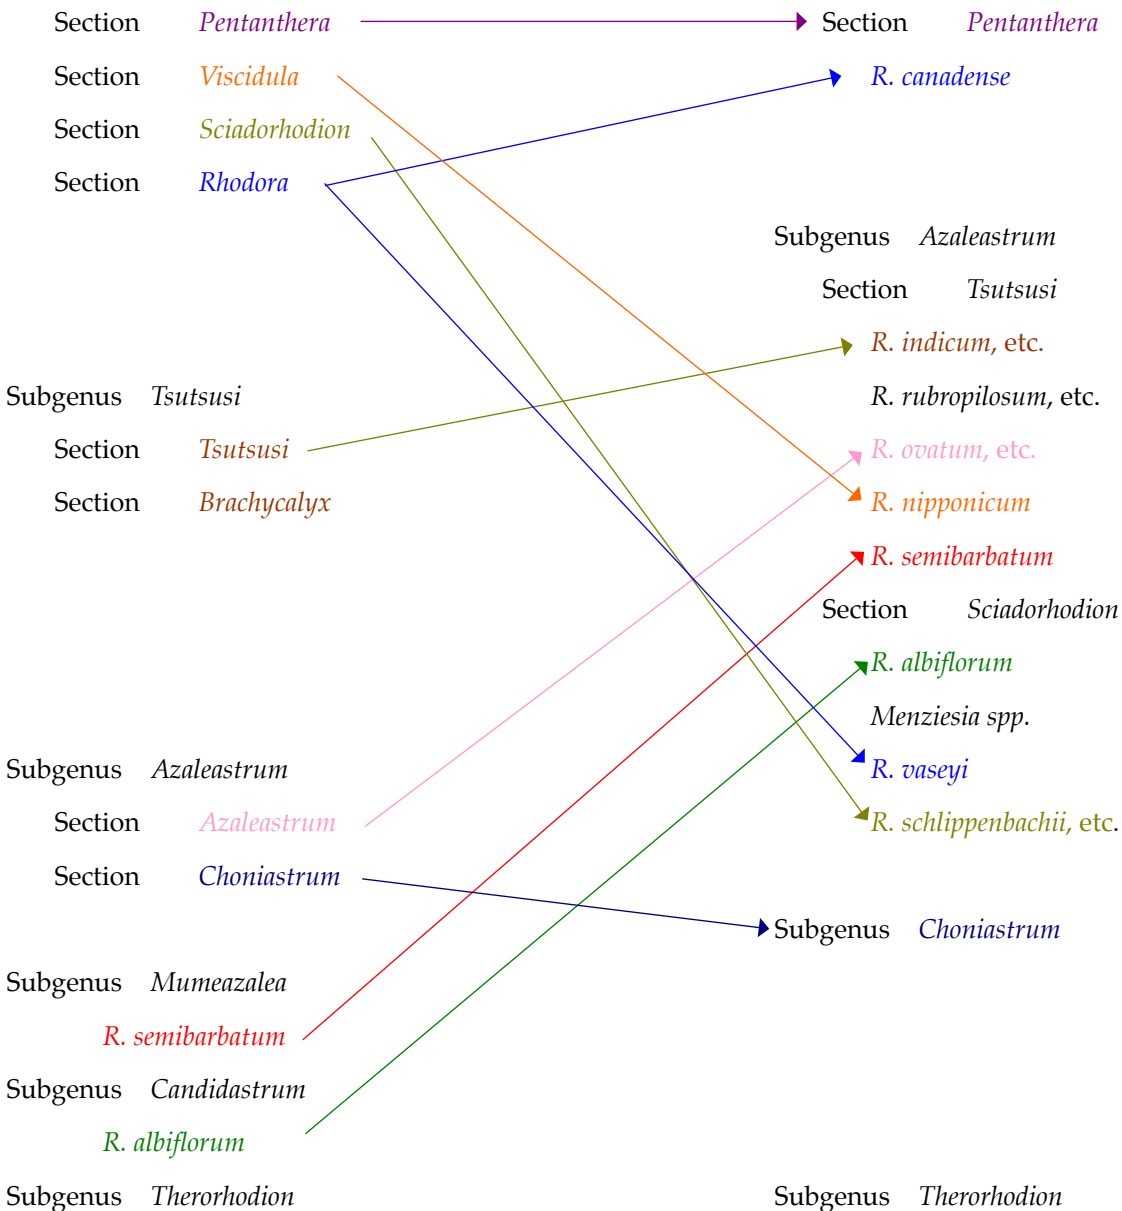 Section Pentanthera Section Pentanthera
Section Viscidula R. canadense
Section Sciadorhodion
Section Rhodora
Subgenus Azaleastrum
Section Tsutsusi
R. indicum, etc.
Subgenus Tsutsusi R. rubropilosum, etc.
Section Tsutsusi R. ovatum, etc.
Section Brachycalyx R. nipponicum
R. semibarbatum
Section Sciadorhodion
R. albiflorum
Menziesia spp.
Subgenus Azaleastrum R. vaseyi
Section Azaleastrum R. schlippenbachii, etc.
Section Choniastrum
Subgenus Choniastrum
Subgenus Mumeazalea
R. semibarbatum
Subgenus Candidastrum
R. albiflorum
Subgenus Therorhodion Subgenus Therorhodion